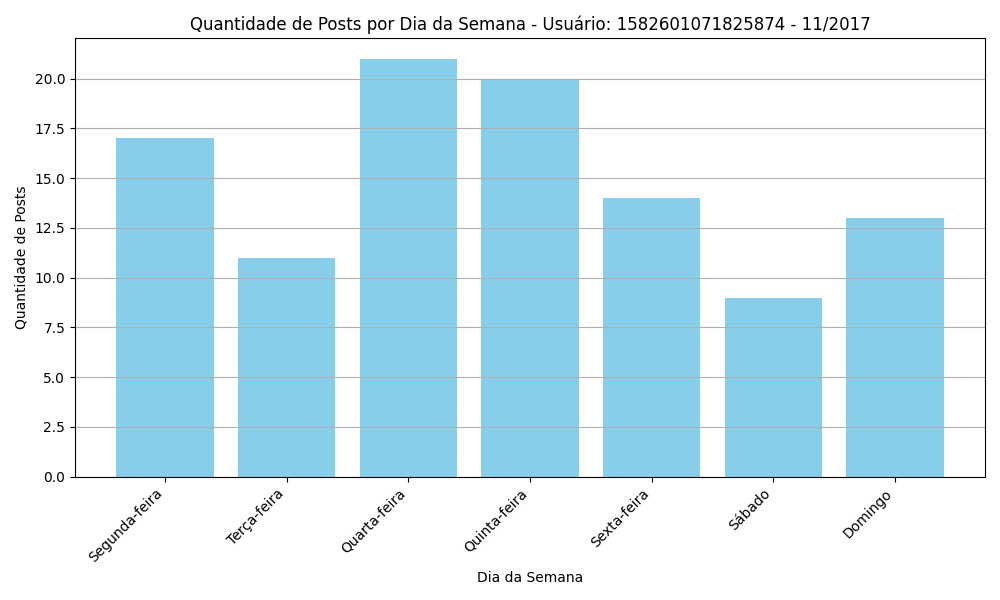 Quantidade de Posts por Dia da Semana - Usuário: 1582601071825874 - 11/2017
Quantidade de Posts
20.0
17.5
15.0
12.5
10.0
7.5
5.0
2.5
0.0
Segunda-feira
Terça-feira
Quarta-feira
Quinta-feira
Sexta-feira
Sábado
Domingo
Dia da Semana